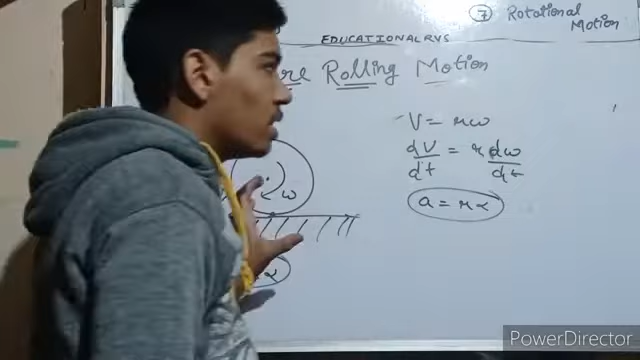 ⑦ Rotational
Motion
EDUCATIONALRVS
re Rolling Motion
V = rω
dV/dt = r dω/dt
ω
a = rα
α
PowerDirector